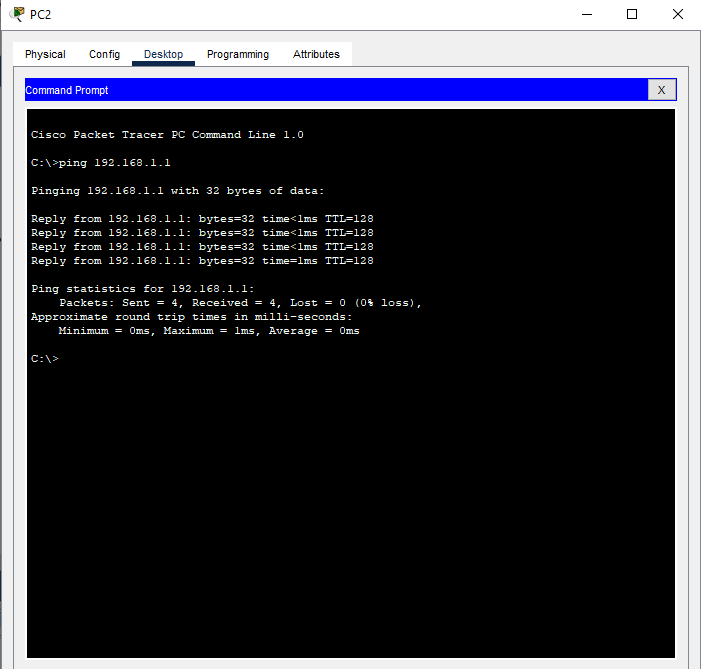 PC2
Physical Config Desktop Programming Attributes
Command Prompt X
Cisco Packet Tracer PC Command Line 1.0
C:\>ping 192.168.1.1
Pinging 192.168.1.1 with 32 bytes of data:
Reply from 192.168.1.1: bytes=32 time<1ms TTL=128
Reply from 192.168.1.1: bytes=32 time<1ms TTL=128
Reply from 192.168.1.1: bytes=32 time<1ms TTL=128
Reply from 192.168.1.1: bytes=32 time=1ms TTL=128
Ping statistics for 192.168.1.1:
Packets: Sent = 4, Received = 4, Lost = 0 (0% loss),
Approximate round trip times in milli-seconds:
Minimum = 0ms, Maximum = 1ms, Average = 0ms
C:\>